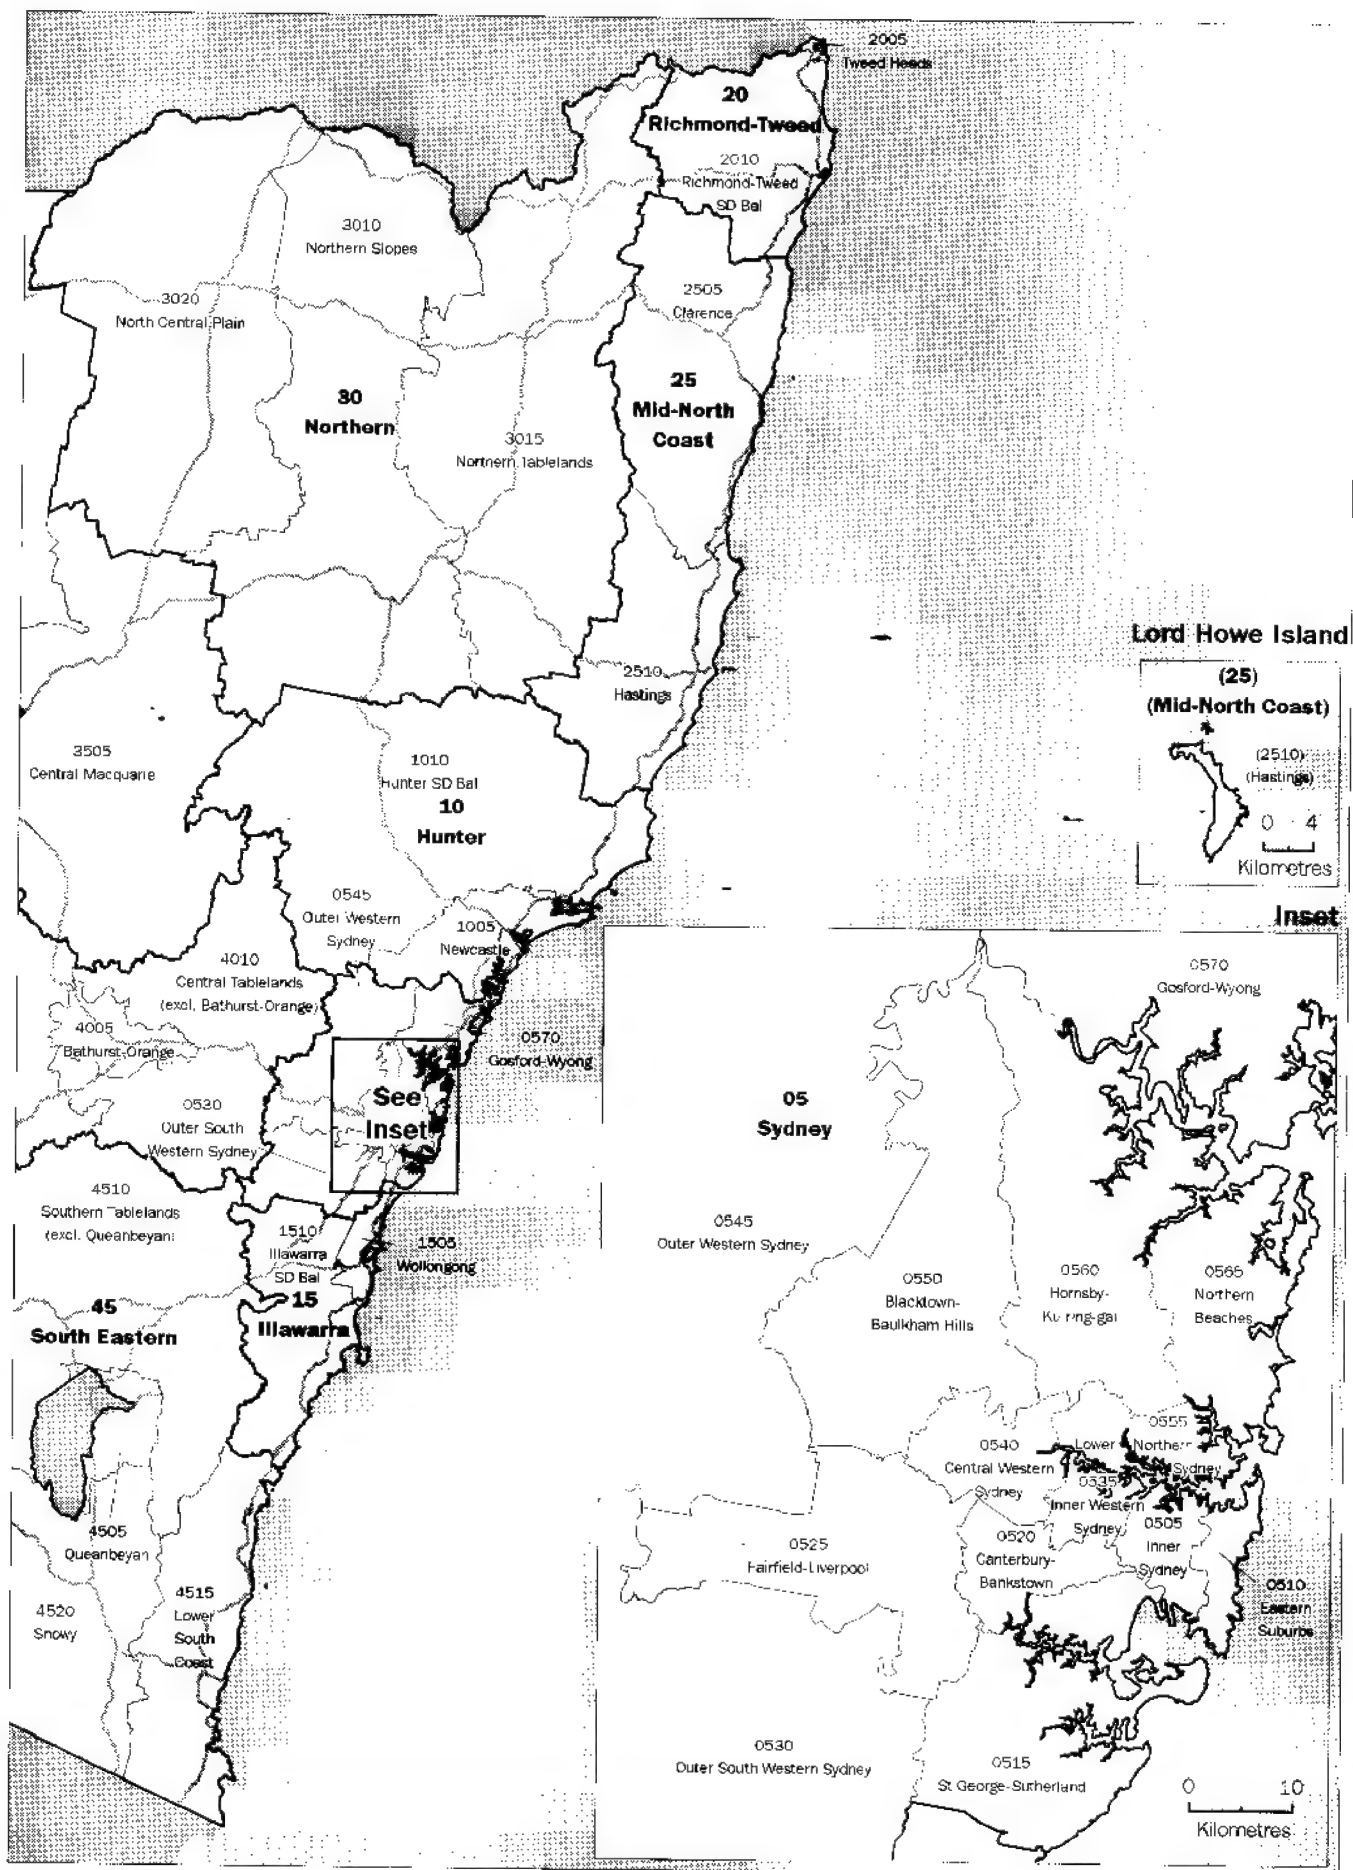 2005
Tweed Heads
20
Richmond-Tweed
2010
Richmond-Tweed
SD Bal
3010
Northern Slopes
3020
North Central Plain
2505
Clarence
25
Mid-North
Coast
30
Northern
3015
Northern Tablelands
Lord Howe Island
(25)
(Mid-North Coast)
(2510)
(Hastings)
0 4
Kilometres
2510
Hastings
3505
Central Macquarie
1010
Hunter SD Bal
10
Hunter
0545
Outer Western
Sydney
1005
Newcastle
4010
Central Tablelands
(excl. Bathurst-Orange)
4005
Bathurst-Orange
0570
Gosford-Wyong
See
Inset
0530
Outer South
Western Sydney
4510
Southern Tablelands
(excl. Queanbeyan)
1510
Illawarra
SD Bal
1505
Wollongong
15
Illawarra
45
South Eastern
4505
Queanbeyan
4515
Lower
South
Coast
4520
Snowy
Inset
0570
Gosford-Wyong
05
Sydney
0545
Outer Western Sydney
0550
Blacktown-
Baulkham Hills
0560
Hornsby-
Ku-ring-gai
0565
Northern
Beaches
0555
Lower Northern
Sydney
0540
Central Western
Sydney
0535
Inner Western
Sydney
0505
Inner
Sydney
0520
Canterbury-
Bankstown
0525
Fairfield-Liverpool
0510
Eastern
Suburbs
0530
Outer South Western Sydney
0515
St George-Sutherland
0 10
Kilometres